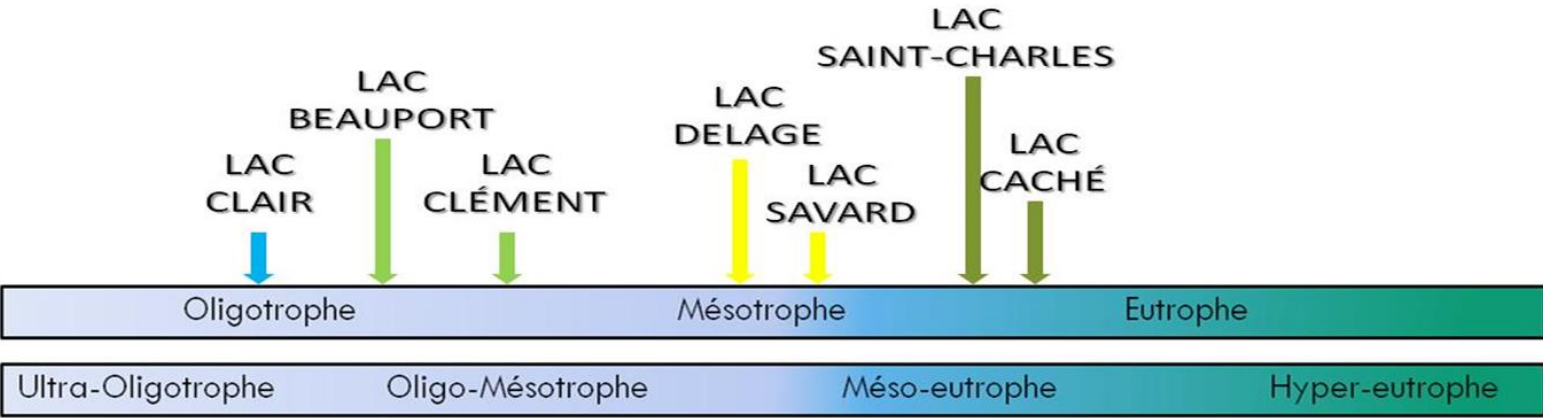 LAC
SAINT-CHARLES
LAC
BEAUPORT
LAC
DELAGE
LAC
CACHÉ
LAC
CLAIR
LAC
CLÉMENT
LAC
SAVARD
Oligotrophe Mésotrophe Eutrophe
Ultra-Oligotrophe Oligo-Mésotrophe Méso-eutrophe Hyper-eutrophe